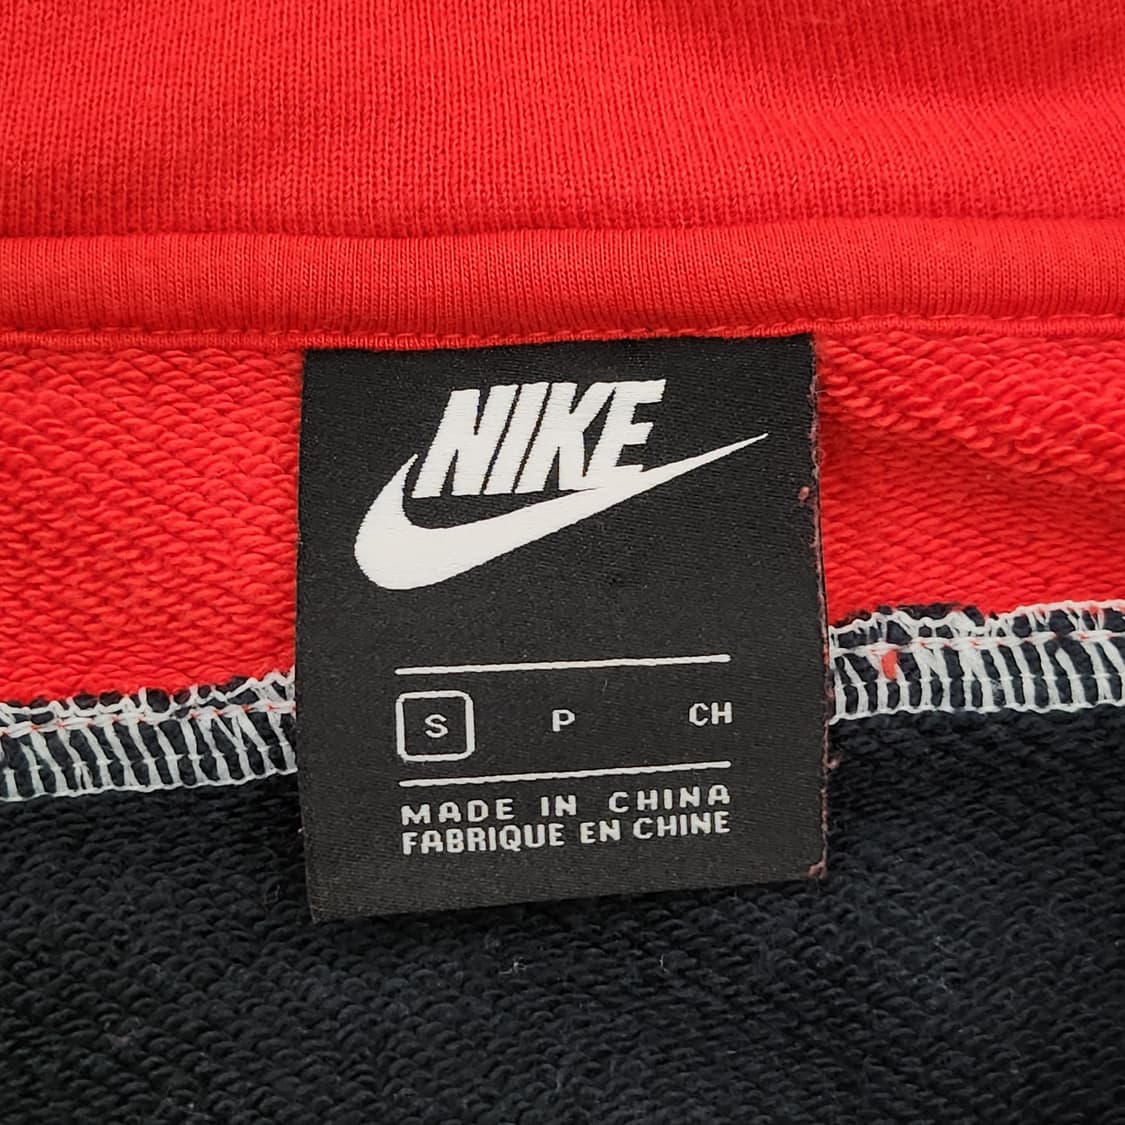 NIKE
S P CH
MADE IN CHINA
FABRIQUE EN CHINE